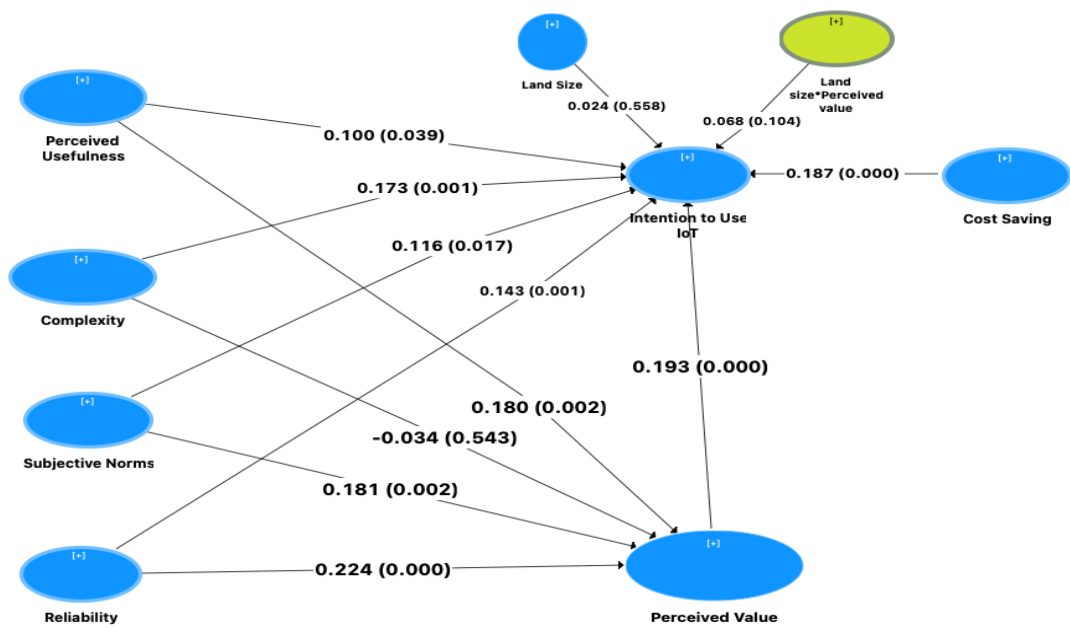 [+]
Land Size
[+]
Land
size*Perceived
value
[+]
Perceived
Usefulness
0.024 (0.558)
0.068 (0.104)
0.100 (0.039)
[+]
Intention to Use
IoT
0.187 (0.000)
[+]
Cost Saving
0.173 (0.001)
0.116 (0.017)
[+]
Complexity
0.143 (0.001)
0.193 (0.000)
[+]
Subjective Norms
0.180 (0.002)
-0.034 (0.543)
0.181 (0.002)
[+]
Reliability
0.224 (0.000)
[+]
Perceived Value